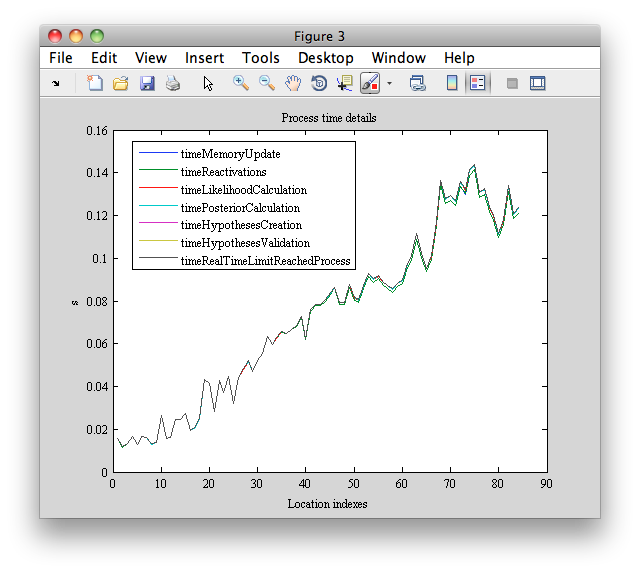 Figure 3
File Edit View Insert Tools Desktop Window Help
Process time details
0.16
0.14
0.12
0.1
0.08
0.06
0.04
0.02
0
s
timeMemoryUpdate
timeReactivations
timeLikelihoodCalculation
timePosteriorCalculation
timeHypothesesCreation
timeHypothesesValidation
timeRealTimeLimitReachedProcess
0 10 20 30 40 50 60 70 80 90
Location indexes